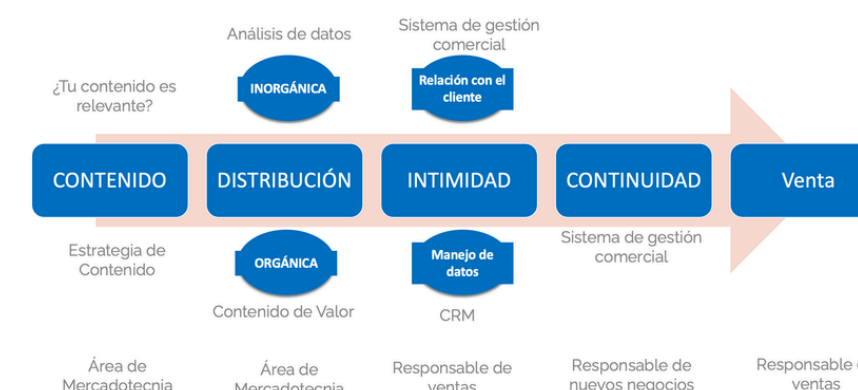 Análisis de datos
Sistema de gestión
comercial
¿Tu contenido es
relevante?
INORGÁNICA
Relación con el
cliente
CONTENIDO
DISTRIBUCIÓN
INTIMIDAD
CONTINUIDAD
Venta
Estrategia de
Contenido
ORGÁNICA
Manejo de
datos
Sistema de gestión
comercial
Contenido de Valor
CRM
Área de
Mercadotecnia
Área de
Mercadotecnia
Responsable de
ventas
Responsable de
nuevos negocios
Responsable
ventas